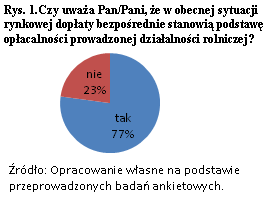 Rys. 1.Czy uważa Pan/Pani, że w obecnej sytuacji
rynkowej dopłaty bezpośrednie stanowią podstawę
opłacalności prowadzonej działalności rolniczej?
nie
23%
tak
77%
Źródło: Opracowanie własne na podstawie
przeprowadzonych badań ankietowych.